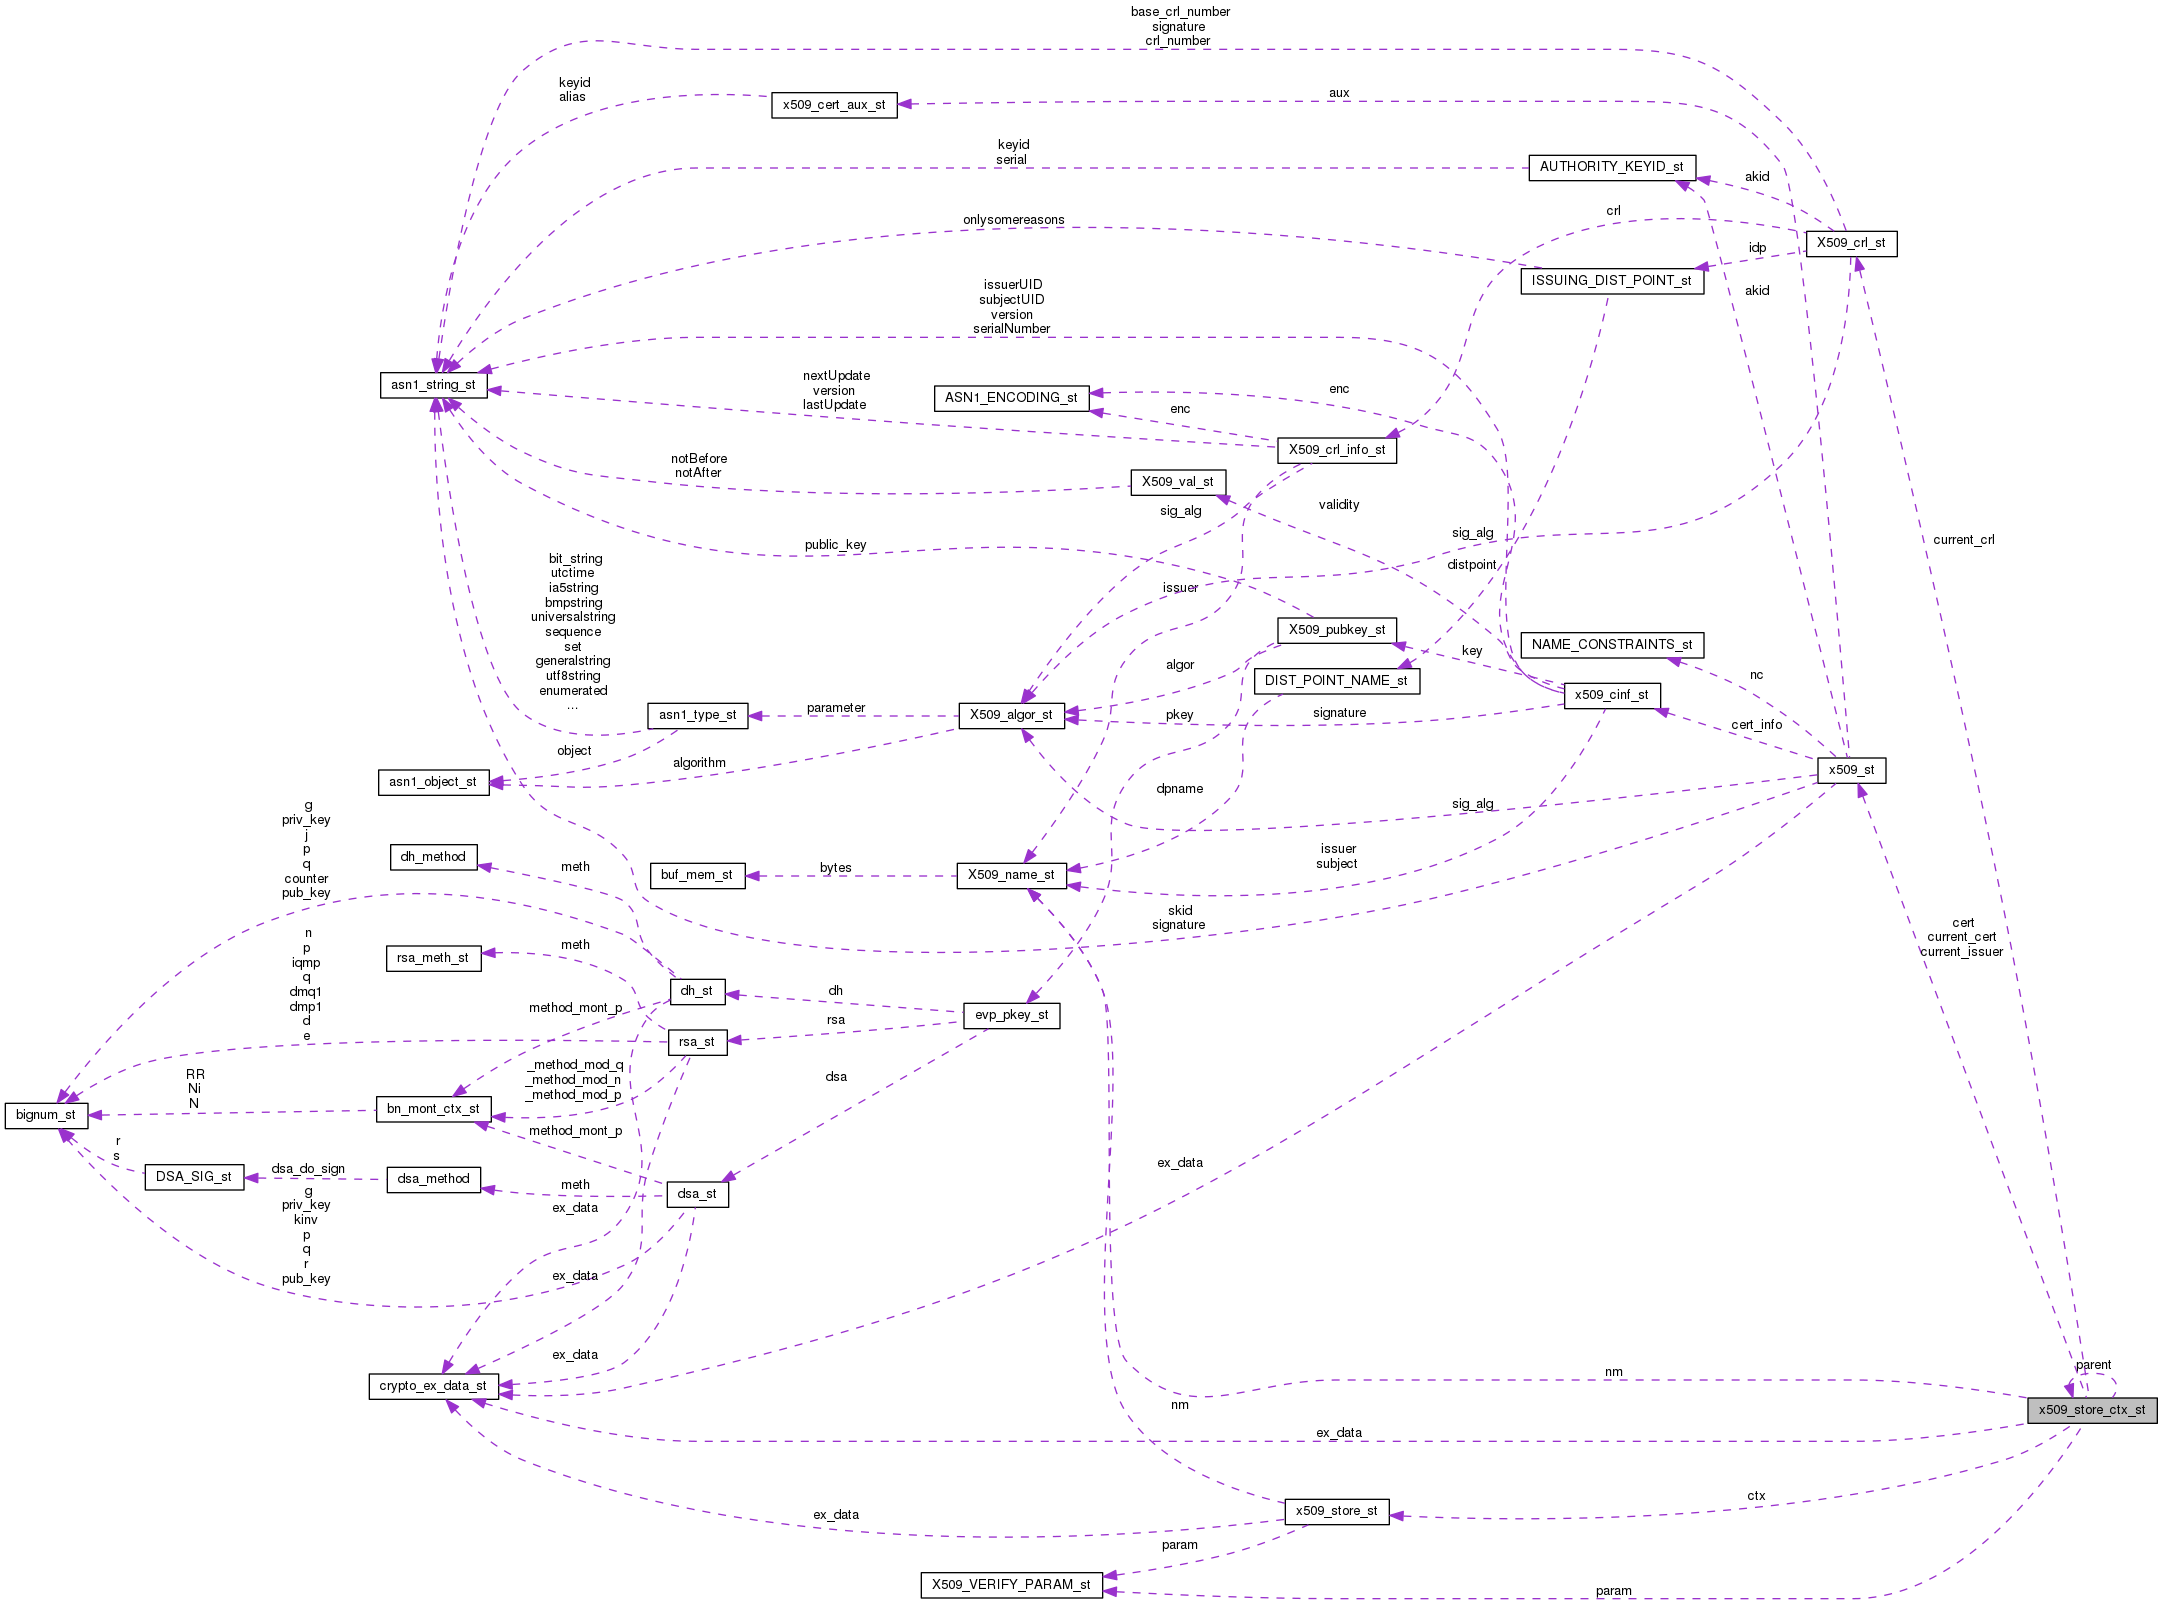 base_crl_number
signature
crl_number
keyid
alias
x509_cert_aux_st
aux
keyid
serial
AUTHORITY_KEYID_st
akid
crl
onlysomereasons
X509_crl_st
idp
ISSUING_DIST_POINT_st
akid
issuerUID
subjectUID
version
serialNumber
asn1_string_st
nextUpdate
version
lastUpdate
ASN1_ENCODING_st
enc
enc
X509_crl_info_st
notBefore
notAfter
X509_val_st
sig_alg
validity
sig_alg
current_crl
public_key
distpoint
bit_string
utctime
ia5string
bmpstring
universalstring
sequence
set
generalstring
utf8string
enumerated
...
issuer
X509_pubkey_st
NAME_CONSTRAINTS_st
key
algor
DIST_POINT_NAME_st
nc
x509_cinf_st
asn1_type_st
parameter
X509_algor_st
pkey
signature
cert_info
object
algorithm
asn1_object_st
x509_st
dpname
sig_alg
g
priv_key
j
p
q
counter
pub_key
dh_method
meth
buf_mem_st
bytes
X509_name_st
issuer
subject
skid
signature
cert
current_cert
current_issuer
n
p
iqmp
q
dmq1
dmp1
d
e
rsa_meth_st
meth
dh_st
dh
evp_pkey_st
method_mont_p
rsa_st
rsa
_method_mod_q
_method_mod_n
_method_mod_p
dsa
RR
Ni
N
bignum_st
bn_mont_ctx_st
method_mont_p
r
s
DSA_SIG_st
dsa_do_sign
dsa_method
meth
dsa_st
ex_data
ex_data
g
priv_key
kinv
p
q
r
pub_key
ex_data
ex_data
crypto_ex_data_st
nm
parent
x509_store_ctx_st
nm
ex_data
ctx
x509_store_st
ex_data
param
X509_VERIFY_PARAM_st
param